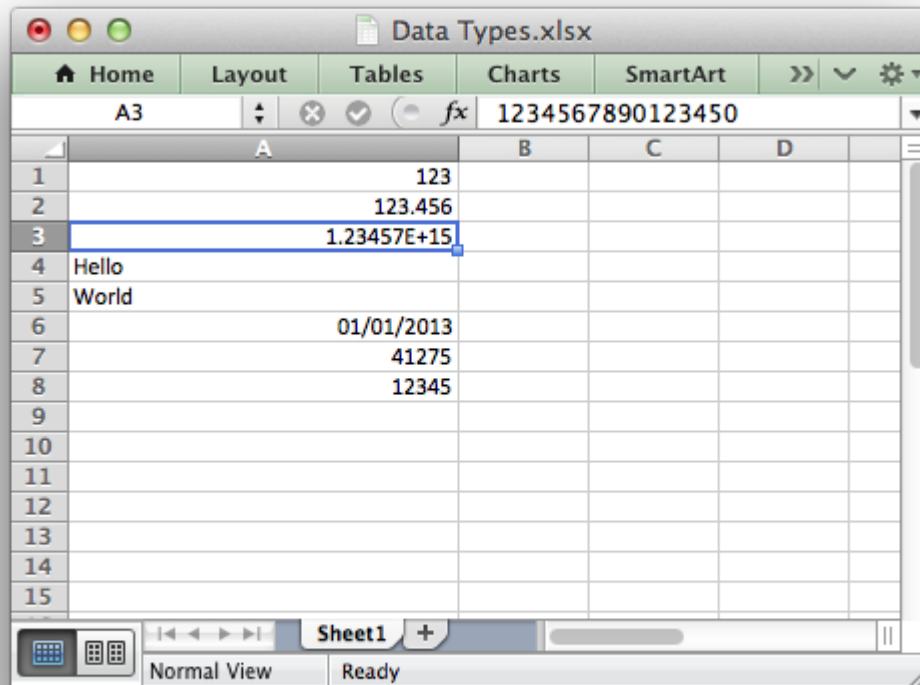 Data Types.xlsx
Home Layout Tables Charts SmartArt
A3 fx 1234567890123450
A B C D
1 123
2 123.456
3 1.23457E+15
4 Hello
5 World
6 01/01/2013
7 41275
8 12345
9
10
11
12
13
14
15
Sheet1 +
Normal View Ready